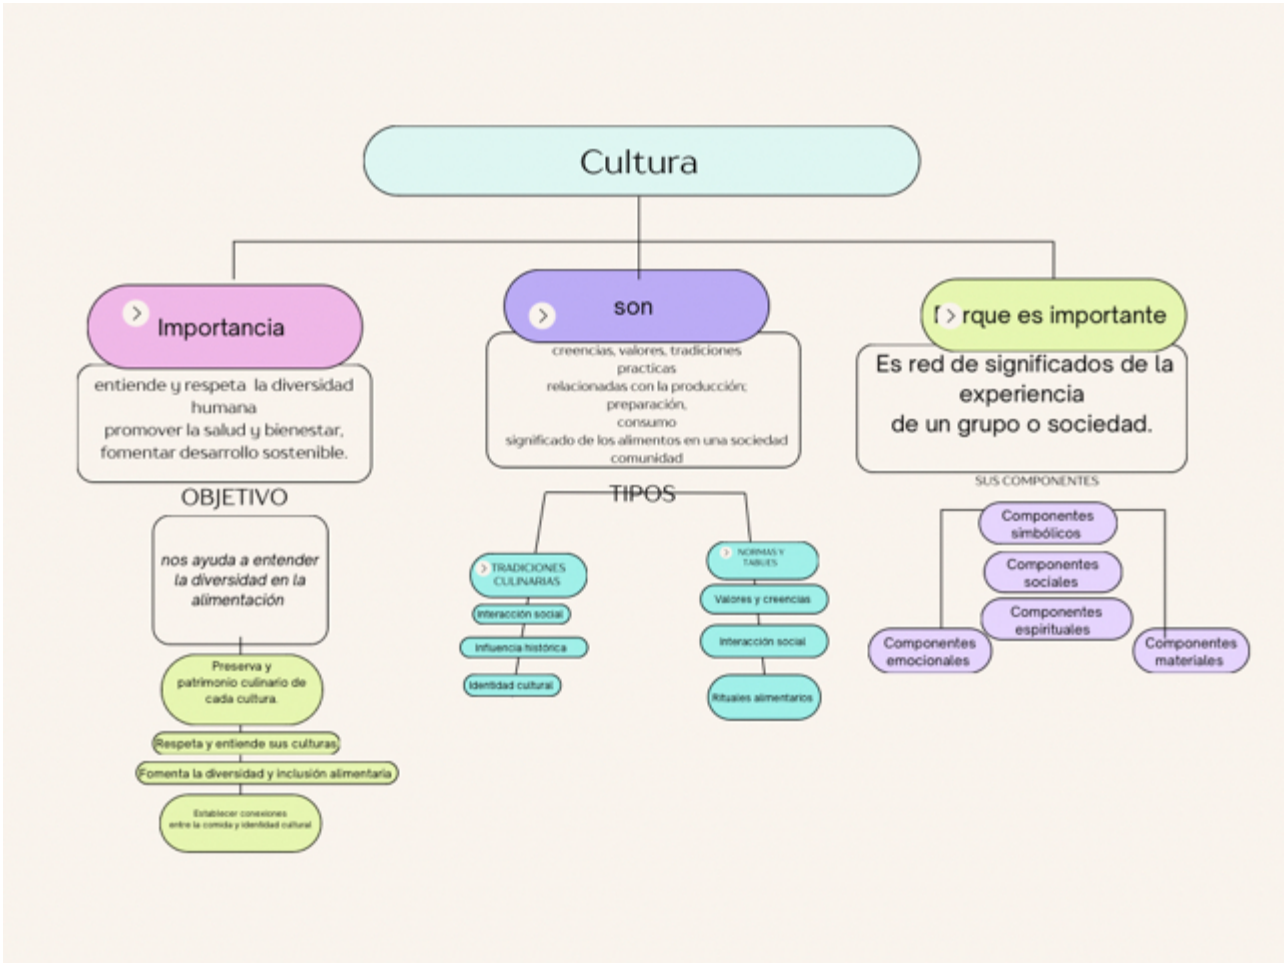 Cultura
Importancia
entiende y respeta la diversidad
humana
promover la salud y bienestar,
fomentar desarrollo sostenible.
OBJETIVO
nos ayuda a entender
la diversidad en la
alimentación
Preserva y
patrimonio culinario de
cada cultura.
Respeta y entiende sus culturas
Fomenta la diversidad y inclusión alimentaria
Establecer conexiones
entre la comida y identidad cultural
son
creencias, valores, tradiciones
practicas
relacionadas con la producción;
preparación,
consumo
significado de los alimentos en una sociedad
comunidad
TIPOS
TRADICIONES
CULINARIAS
Interacción social
Influencia histórica
Identidad cultural
NORMAS Y
TABUES
Valores y creencias
Interacción social
Rituales alimentarios
es importante
Es red de significados de la
experiencia
de un grupo o sociedad.
SUS COMPONENTES
Componentes
simbólicos
Componentes
sociales
Componentes
espirituales
Componentes
emocionales
Componentes
materiales